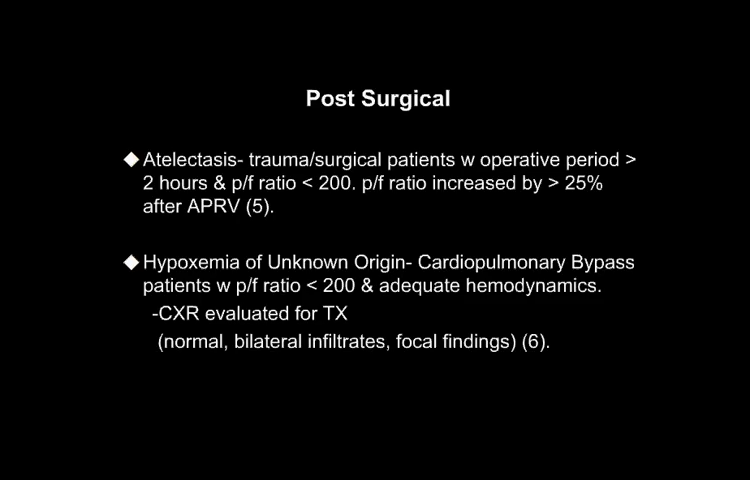 Post Surgical
◆Atelectasis- trauma/surgical patients w operative period >
2 hours & p/f ratio < 200. p/f ratio increased by > 25%
after APRV (5).
◆Hypoxemia of Unknown Origin- Cardiopulmonary Bypass
patients w p/f ratio < 200 & adequate hemodynamics.
-CXR evaluated for TX
(normal, bilateral infiltrates, focal findings) (6).